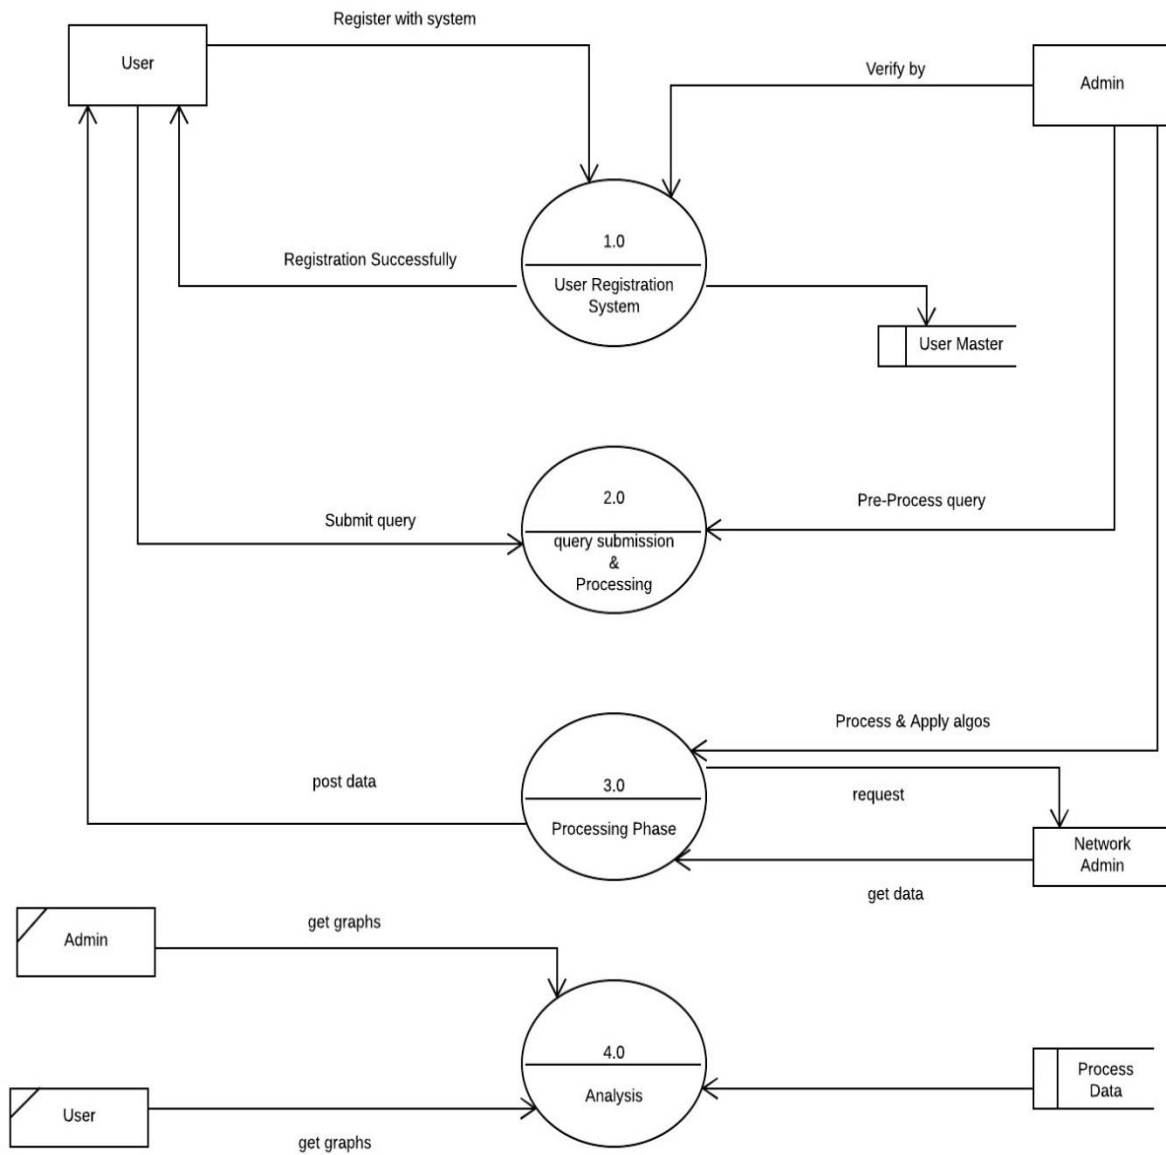 Register with system
User
Verify by
Admin
1.0
Registration Successfully
User Registration
System
User Master
2.0
Pre-Process query
Submit query
query submission
&
Processing
Process & Apply algos
post data
3.0
request
Processing Phase
Network
Admin
get data
get graphs
Admin
4.0
Process
Data
Analysis
User
get graphs